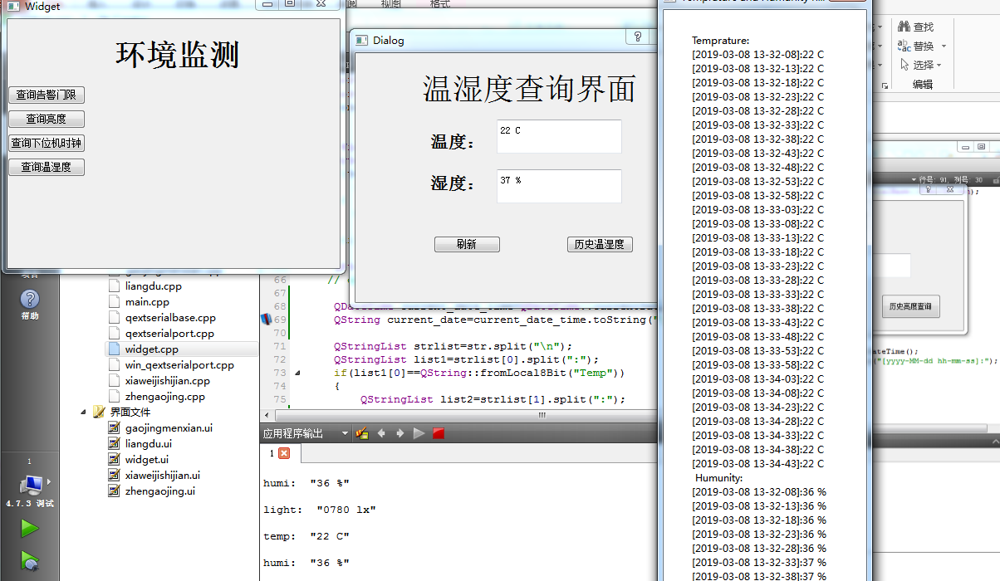 Widget
环境监测
查询告警门限
查询亮度
查询下位机时钟
查询温湿度
视图
格式
Dialog
?
温湿度查询界面
温度：
22 C
湿度：
37 %
刷新
历史温湿度
Temprature:
[2019-03-08 13-32-08]:22 C
[2019-03-08 13-32-13]:22 C
[2019-03-08 13-32-18]:22 C
[2019-03-08 13-32-23]:22 C
[2019-03-08 13-32-28]:22 C
[2019-03-08 13-32-33]:22 C
[2019-03-08 13-32-38]:22 C
[2019-03-08 13-32-43]:22 C
[2019-03-08 13-32-48]:22 C
[2019-03-08 13-32-53]:22 C
[2019-03-08 13-32-58]:22 C
[2019-03-08 13-33-03]:22 C
[2019-03-08 13-33-08]:22 C
[2019-03-08 13-33-13]:22 C
[2019-03-08 13-33-18]:22 C
[2019-03-08 13-33-23]:22 C
[2019-03-08 13-33-28]:22 C
[2019-03-08 13-33-33]:22 C
[2019-03-08 13-33-38]:22 C
[2019-03-08 13-33-43]:22 C
[2019-03-08 13-33-48]:22 C
[2019-03-08 13-33-53]:22 C
[2019-03-08 13-33-58]:22 C
[2019-03-08 13-34-03]:22 C
[2019-03-08 13-34-08]:22 C
[2019-03-08 13-34-23]:22 C
[2019-03-08 13-34-28]:22 C
[2019-03-08 13-34-33]:22 C
[2019-03-08 13-34-38]:22 C
[2019-03-08 13-34-43]:22 C
Humunity:
[2019-03-08 13-32-08]:36 %
[2019-03-08 13-32-13]:36 %
[2019-03-08 13-32-18]:36 %
[2019-03-08 13-32-23]:36 %
[2019-03-08 13-32-28]:36 %
[2019-03-08 13-32-33]:37 %
[2019-03-08 13-32-38]:37 %
查找
替换
选择
编辑
行号: 91, 列号: 30
历史亮度查询
ateTime();
("[yyyy-MM-dd hh-mm-ss]:");
帮助
1
4.7.3 调试
liangdu.cpp
main.cpp
qextserialbase.cpp
qextserialport.cpp
widget.cpp
win_qextserialport.cpp
xiaweijishijian.cpp
zhengaojing.cpp
界面文件
gaojingmenxian.ui
liangdu.ui
widget.ui
xiaweijishijian.ui
zhengaojing.ui
66 //
67
68
69 QString current_date=current_date_time.toString("
70
71 QStringList strlist=str.split("\n");
72 QStringList list1=strlist[0].split(":");
73 if(list1[0]==QString::fromLocal8Bit("Temp"))
74 {
75 QStringList list2=strlist[1].split(":");
应用程序输出
1
humi: "36 %"
light: "0780 lx"
temp: "22 C"
humi: "36 %"